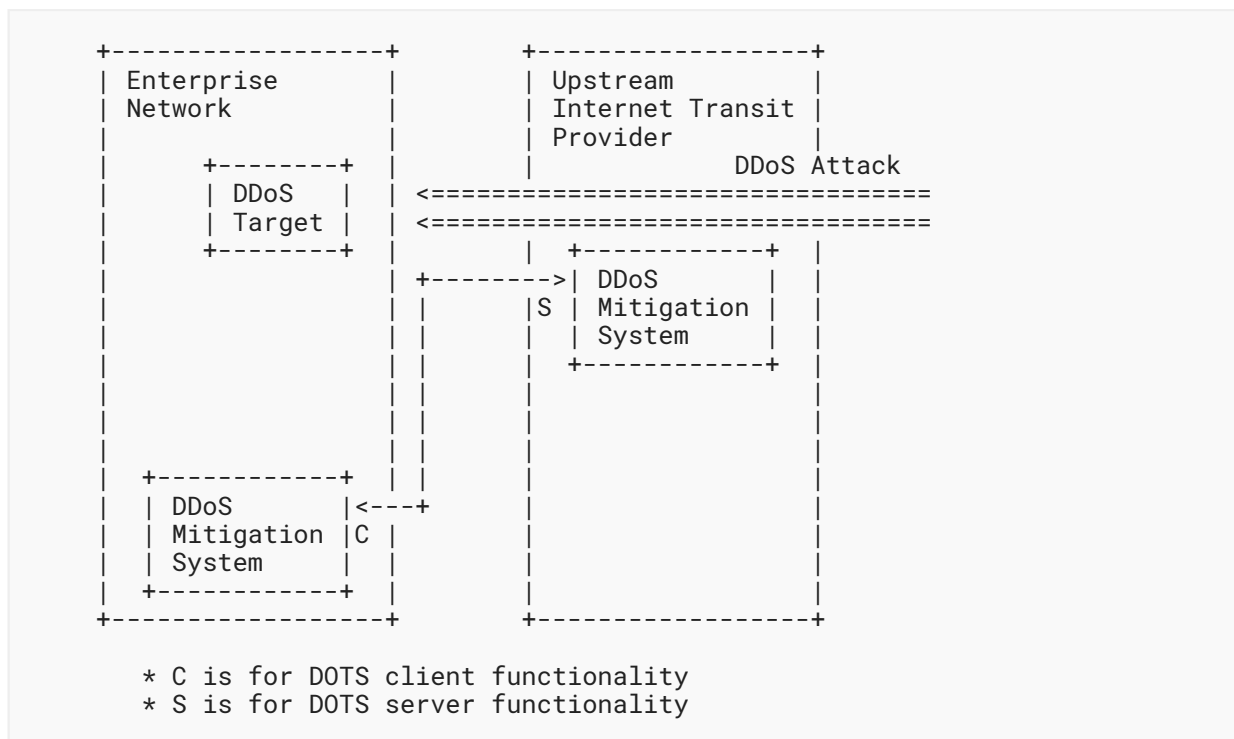 Enterprise Upstream
Network Internet Transit
Provider
DDoS Attack
DDoS
Target
DDoS
S Mitigation
System
DDoS
Mitigation C
System
* C is for DOTS client functionality
* S is for DOTS server functionality